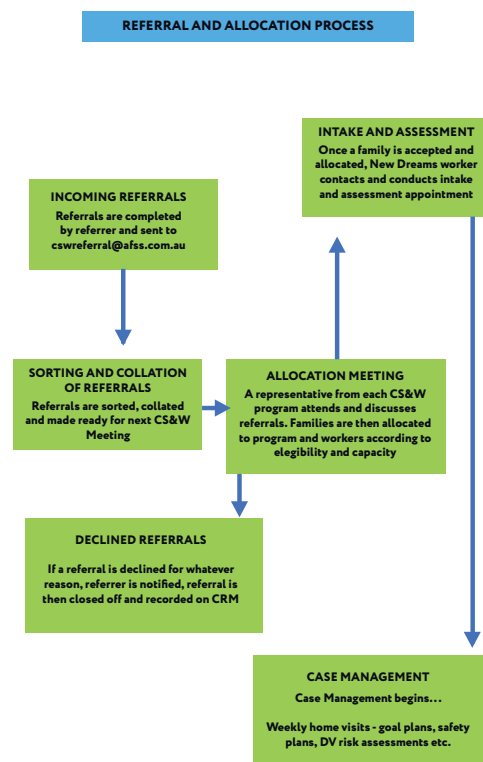 REFERRAL AND ALLOCATION PROCESS
INCOMING REFERRALS
Referrals are completed
by referrer and sent to
cswreferral@afss.com.au
SORTING AND COLLATION
OF REFERRALS
Referrals are sorted, collated
and made ready for next CS&W
Meeting
ALLOCATION MEETING
A representative from each CS&W
program attends and discusses
referrals. Families are then allocated
to program and workers according to
elegibility and capacity
DECLINED REFERRALS
If a referral is declined for whatever
reason, referrer is notified, referral is
then closed off and recorded on CRM
INTAKE AND ASSESSMENT
Once a family is accepted and
allocated, New Dreams worker
contacts and conducts intake
and assessment appointment
CASE MANAGEMENT
Case Management begins...
Weekly home visits - goal plans, safety
plans, DV risk assessments etc.